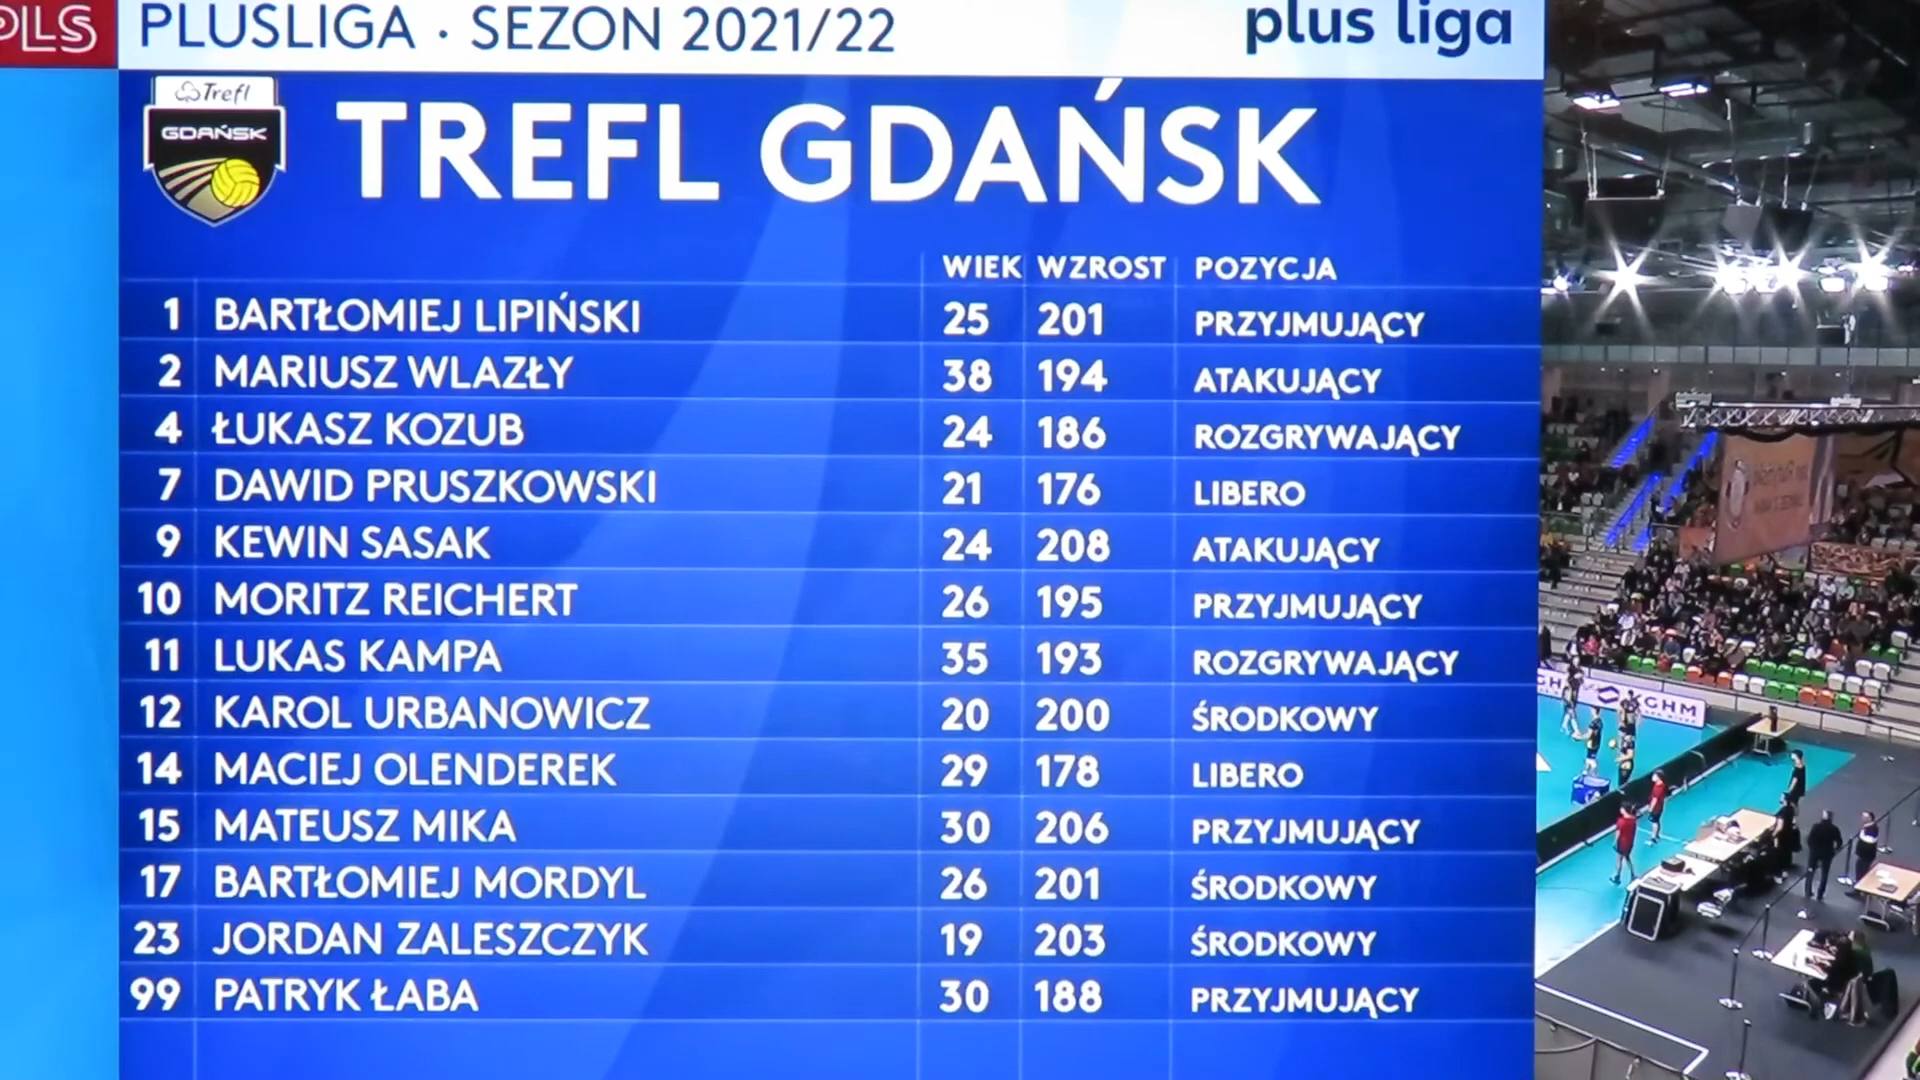 PLS
PLUSLIGA · SEZON 2021/22
plus liga
Trefl
GDAŃSK
TREFL GDAŃSK
WIEK WZROST POZYCJA
1 BARTŁOMIEJ LIPIŃSKI 25 201 PRZYJMUJĄCY
2 MARIUSZ WLAZŁY 38 194 ATAKUJĄCY
4 ŁUKASZ KOZUB 24 186 ROZGRYWAJĄCY
7 DAWID PRUSZKOWSKI 21 176 LIBERO
9 KEWIN SASAK 24 208 ATAKUJĄCY
10 MORITZ REICHERT 26 195 PRZYJMUJĄCY
11 LUKAS KAMPA 35 193 ROZGRYWAJĄCY
12 KAROL URBANOWICZ 20 200 ŚRODKOWY
14 MACIEJ OLENDEREK 29 178 LIBERO
15 MATEUSZ MIKA 30 206 PRZYJMUJĄCY
17 BARTŁOMIEJ MORDYL 26 201 ŚRODKOWY
23 JORDAN ZALESZCZYK 19 203 ŚRODKOWY
99 PATRYK ŁABA 30 188 PRZYJMUJĄCY
KGHM